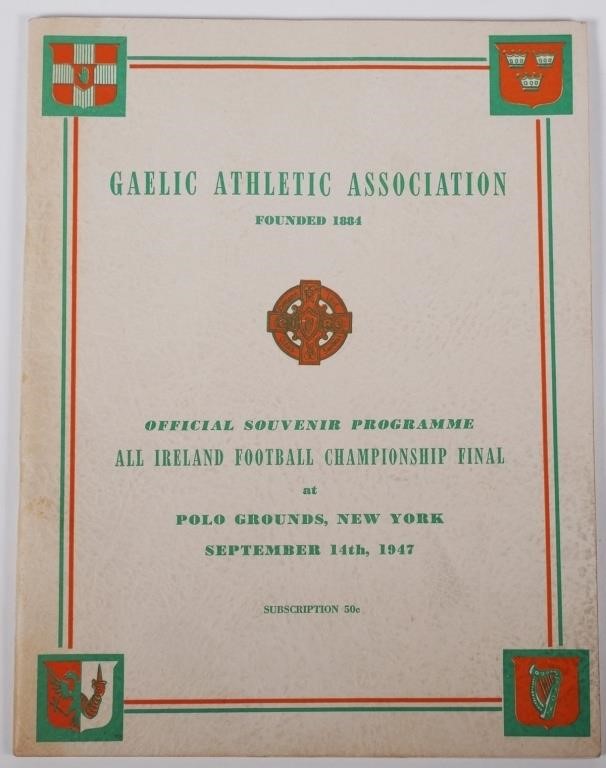 GAELIC ATHLETIC ASSOCIATION
FOUNDED 1884
OFFICIAL SOUVENIR PROGRAMME
ALL IRELAND FOOTBALL CHAMPIONSHIP FINAL
at
POLO GROUNDS, NEW YORK
SEPTEMBER 14th, 1947
SUBSCRIPTION 50c